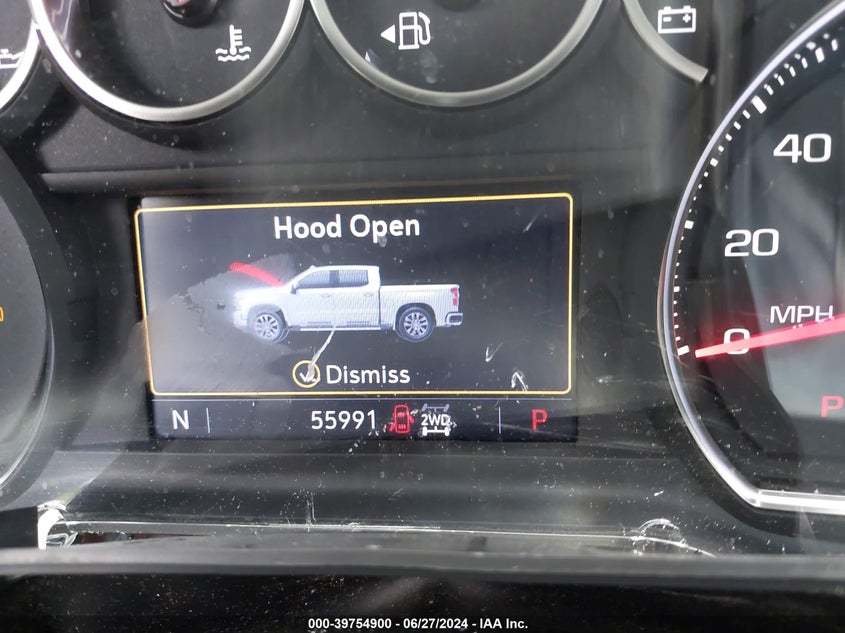 40
20
Hood Open
MPH
0
Dismiss
N 55991 2WD P
P
000-39754900 - 06/27/2024 - IAA Inc.